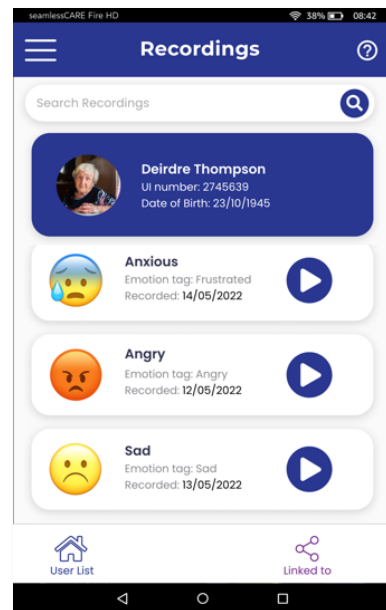 seamlessCARE Fire HD 38% 08:42
Recordings
Search Recordings
Deirdre Thompson
UI number: 2745639
Date of Birth: 23/10/1945
Anxious
Emotion tag: Frustrated
Recorded: 14/05/2022
Angry
Emotion tag: Angry
Recorded: 12/05/2022
Sad
Emotion tag: Sad
Recorded: 13/05/2022
User List Linked to